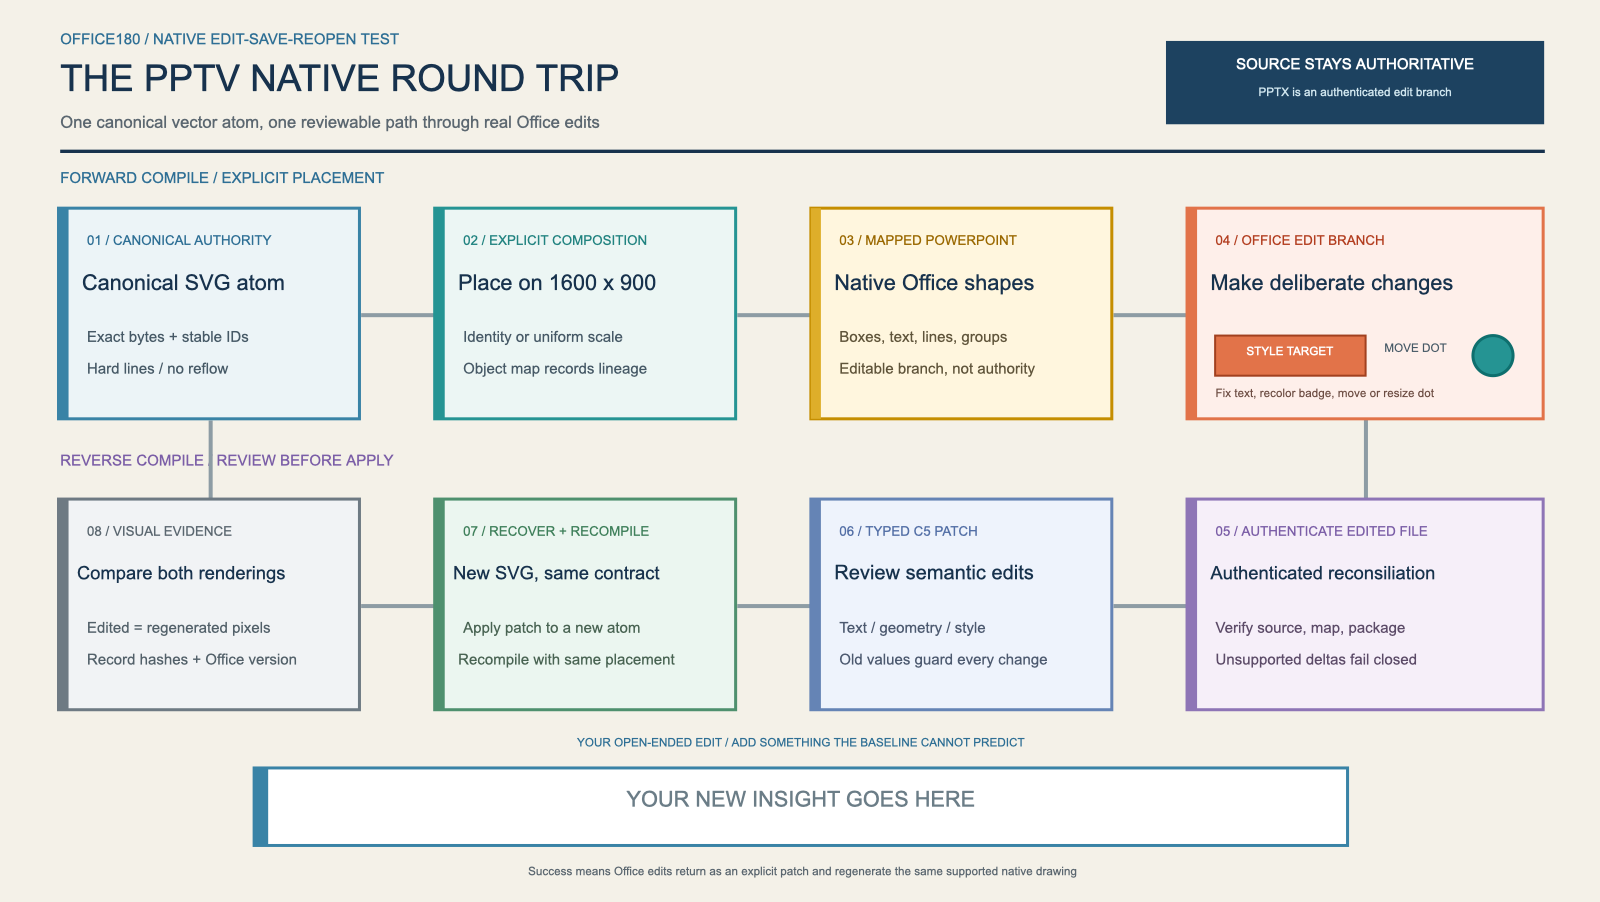 OFFICE180 / NATIVE EDIT-SAVE-REOPEN TEST
THE PPTV NATIVE ROUND TRIP
One canonical vector atom, one reviewable path through real Office edits
SOURCE STAYS AUTHORITATIVE
PPTX is an authenticated edit branch
FORWARD COMPILE / EXPLICIT PLACEMENT
01 / CANONICAL AUTHORITY
Canonical SVG atom
Exact bytes + stable IDs
Hard lines / no reflow
02 / EXPLICIT COMPOSITION
Place on 1600 x 900
Identity or uniform scale
Object map records lineage
03 / MAPPED POWERPOINT
Native Office shapes
Boxes, text, lines, groups
Editable branch, not authority
04 / OFFICE EDIT BRANCH
Make deliberate changes
STYLE TARGET
MOVE DOT
Fix text, recolor badge, move or resize dot
REVERSE COMPILE / REVIEW BEFORE APPLY
08 / VISUAL EVIDENCE
Compare both renderings
Edited = regenerated pixels
Record hashes + Office version
07 / RECOVER + RECOMPILE
New SVG, same contract
Apply patch to a new atom
Recompile with same placement
06 / TYPED C5 PATCH
Review semantic edits
Text / geometry / style
Old values guard every change
05 / AUTHENTICATE EDITED FILE
Authenticated reconsiliation
Verify source, map, package
Unsupported deltas fail closed
YOUR OPEN-ENDED EDIT / ADD SOMETHING THE BASELINE CANNOT PREDICT
YOUR NEW INSIGHT GOES HERE
Success means Office edits return as an explicit patch and regenerate the same supported native drawing